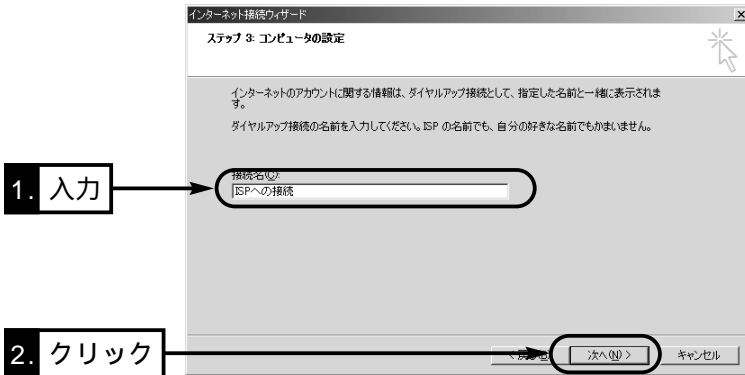 インターネット接続ウィザード
ステップ 3: コンピュータの設定
インターネットのアカウントに関する情報は、ダイヤルアップ接続として、指定した名前と一緒に表示されま
す。
ダイヤルアップ接続の名前を入力してください。ISP の名前でも、自分の好きな名前でもかまいません。
接続名(C):
1. 入力
ISPへの接続
2. クリック
次へ(N) >
キャンセル